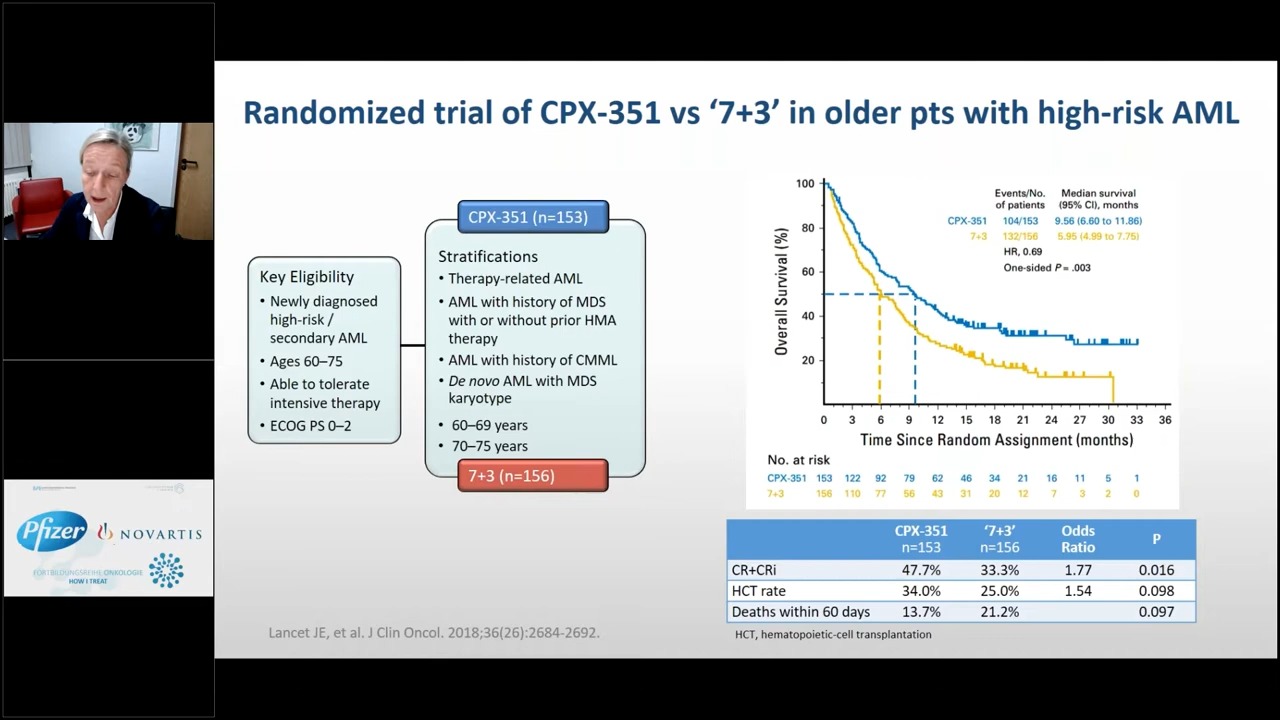 Randomized trial of CPX-351 vs ‘7+3’ in older pts with high-risk AML
Key Eligibility
• Newly diagnosed
high-risk /
secondary AML
• Ages 60–75
• Able to tolerate
intensive therapy
• ECOG PS 0–2
CPX-351 (n=153)
Stratifications
• Therapy-related AML
• AML with history of MDS
with or without prior HMA
therapy
• AML with history of CMML
• De novo AML with MDS
karyotype
• 60–69 years
• 70–75 years
7+3 (n=156)
Events/No.
of patients
Median survival
(95% CI), months
CPX-351 104/153 9.56 (6.60 to 11.86)
7+3 132/156 5.95 (4.99 to 7.75)
HR, 0.69
One-sided P = .003
Overall Survival (%)
100
80
60
40
20
0 3 6 9 12 15 18 21 24 27 30 33 36
Time Since Random Assignment (months)
No. at risk
CPX-351 153 122 92 79 62 46 34 21 16 11 5 1
7+3 156 110 77 56 43 31 20 12 7 3 2 0
CPX-351
n=153
‘7+3’
n=156
Odds
Ratio
P
CR+CRi 47.7% 33.3% 1.77 0.016
HCT rate 34.0% 25.0% 1.54 0.098
Deaths within 60 days 13.7% 21.2% 0.097
HCT, hematopoietic-cell transplantation
Lancet JE, et al. J Clin Oncol. 2018;36(26):2684-2692.
Pfizer
NOVARTIS
FORTBILDUNGSREIHE ONKOLOGIE
HOW I TREAT